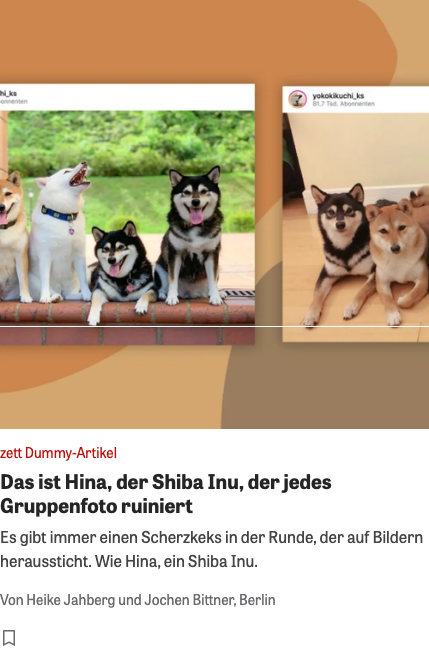 hi_ks
onnenten
yokokikuchi_ks
81,7 Tsd. Abonnenten
zett Dummy-Artikel
Das ist Hina, der Shiba Inu, der jedes
Gruppenfoto ruiniert
Es gibt immer einen Scherzkeks in der Runde, der auf Bildern
heraussticht. Wie Hina, ein Shiba Inu.
Von Heike Jahberg und Jochen Bittner, Berlin